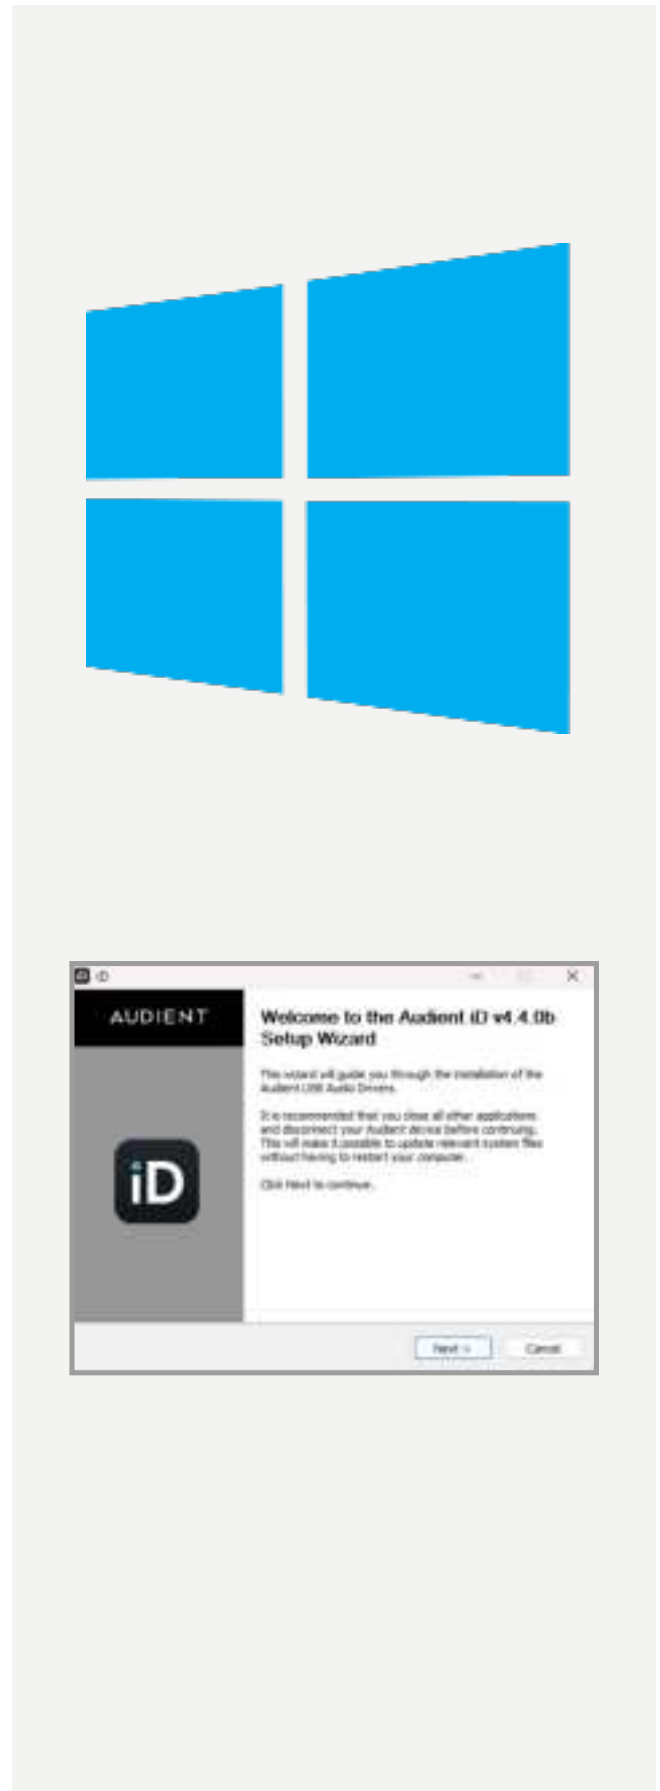 iD
AUDIENT
Welcome to the Audient iD v4.4.0b
Setup Wizard
This wizard will guide you through the installation of the
Audient USB Audio Drivers.
It is recommended that you close all other applications
and disconnect your Audient device before continuing.
This will make it possible to update relevant system files
without having to restart your computer.
Click Next to continue.
iD
Next >
Cancel